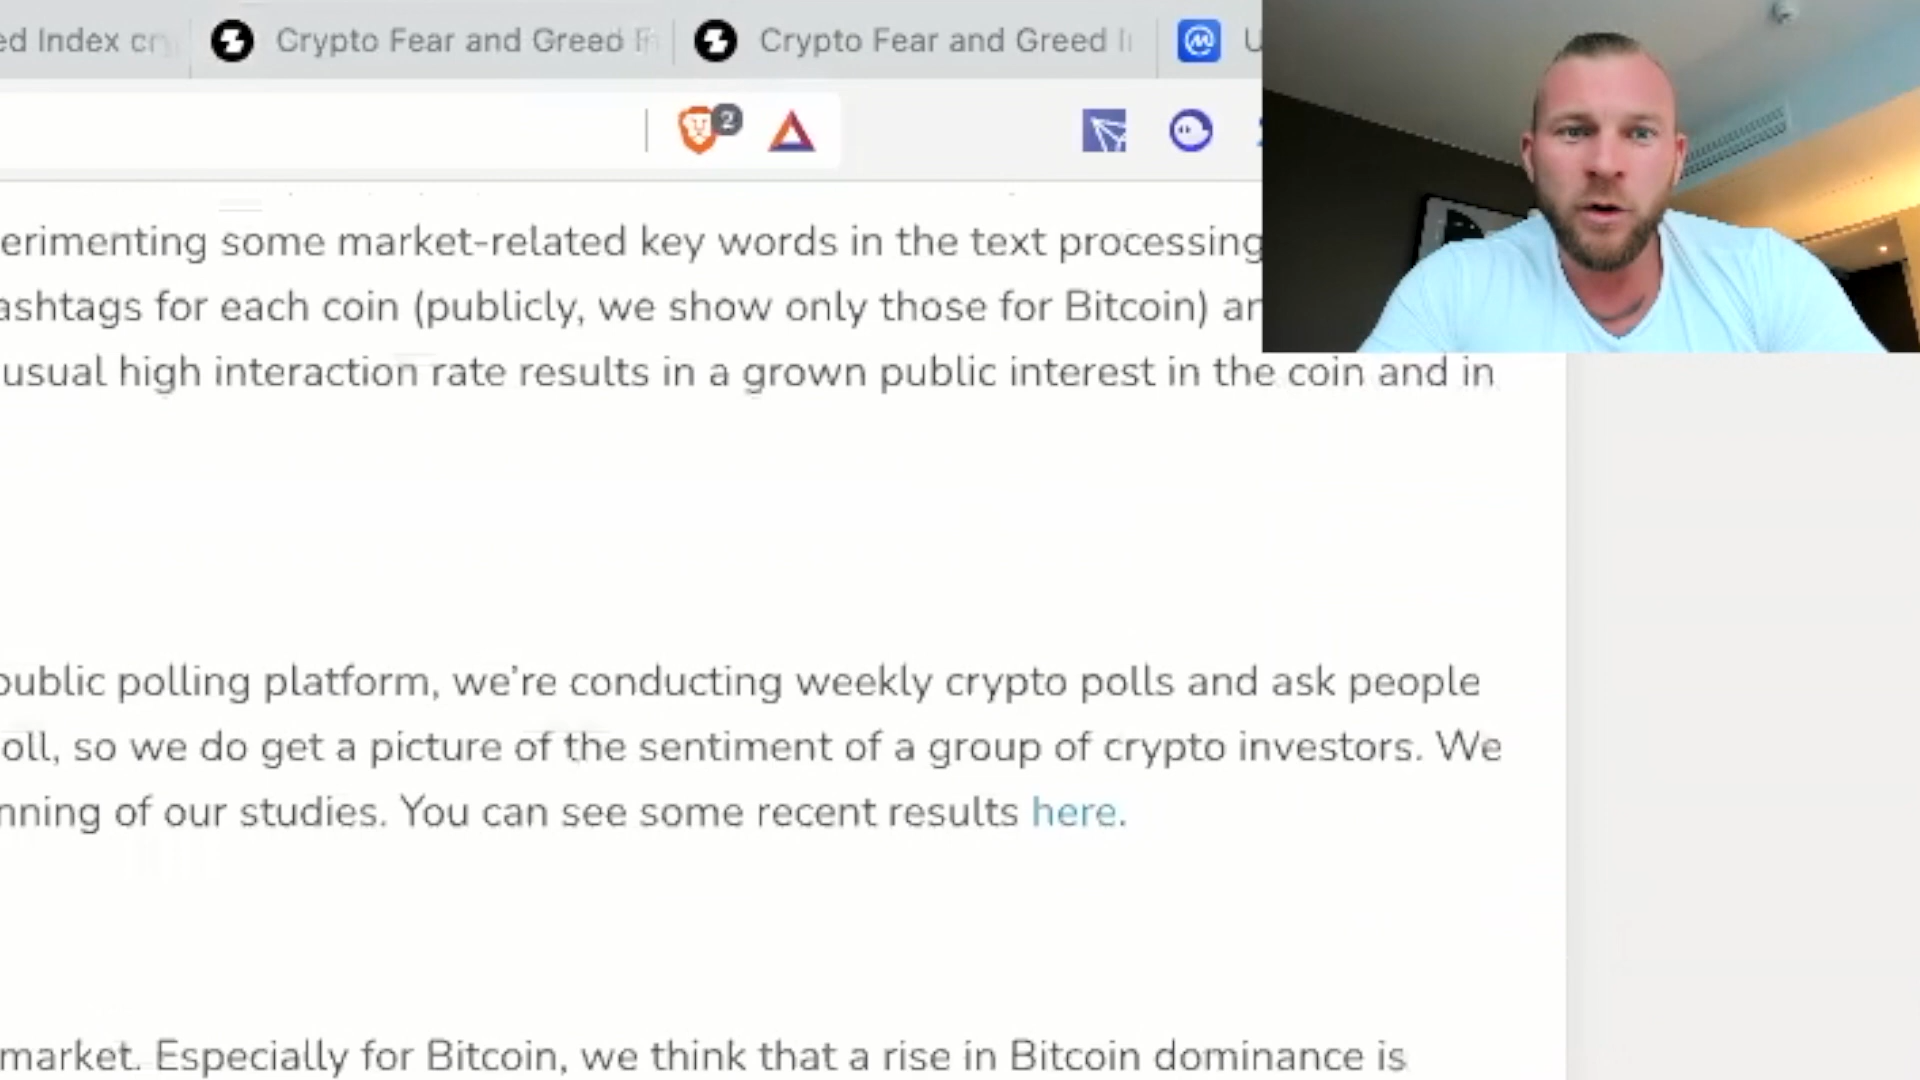 ed Index cr
Crypto Fear and Greed I
Crypto Fear and Greed I
U
2
erimenting some market-related key words in the text processing
ashtags for each coin (publicly, we show only those for Bitcoin) an
usual high interaction rate results in a grown public interest in the coin and in
public polling platform, we're conducting weekly crypto polls and ask people
oll, so we do get a picture of the sentiment of a group of crypto investors. We
nning of our studies. You can see some recent results here.
market. Especially for Bitcoin, we think that a rise in Bitcoin dominance is